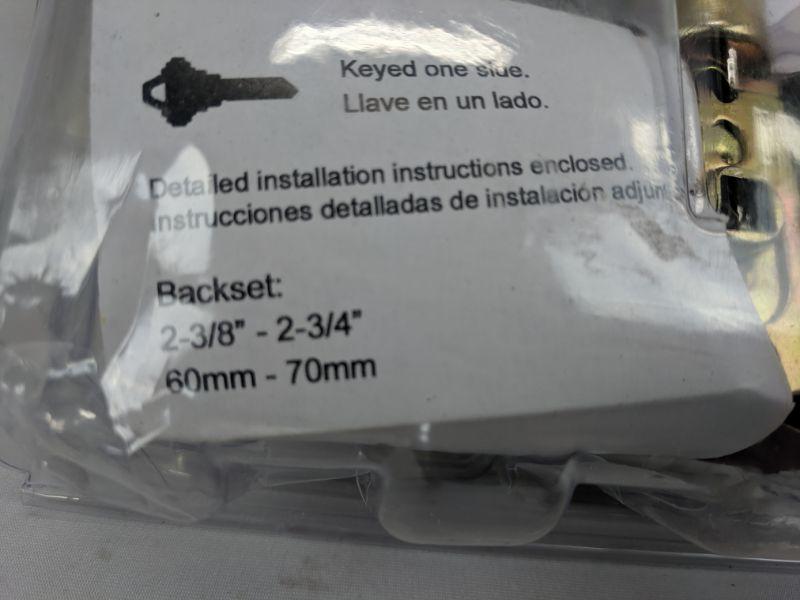 Keyed one side.
Llave en un lado.
Detailed installation instructions enclosed.
Instrucciones detalladas de instalación adjun
Backset:
2-3/8" - 2-3/4"
60mm - 70mm